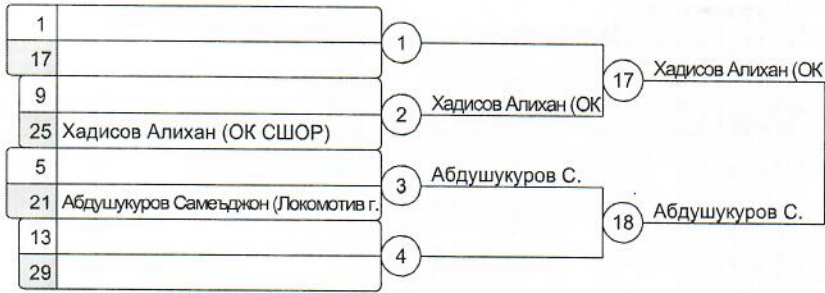 1
17
1
9
25 Хадисов Алихан (ОК СШОР)
2 Хадисов Алихан (ОК
17 Хадисов Алихан (ОК
5
21 Абдушукуров Самеъджон (Локомотив г.
3 Абдушукуров С.
18 Абдушукуров С.
13
29
4